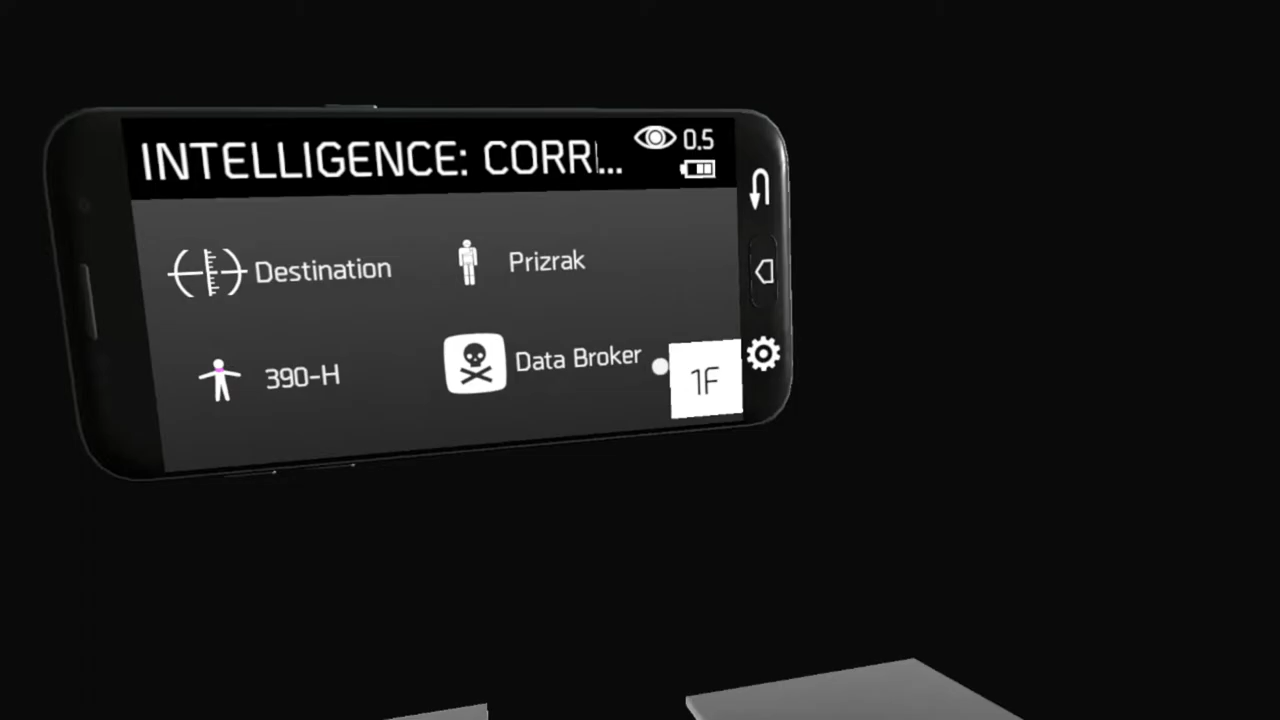 INTELLIGENCE: CORR...
0.5
Destination
Prizrak
390-H
Data Broker
1F